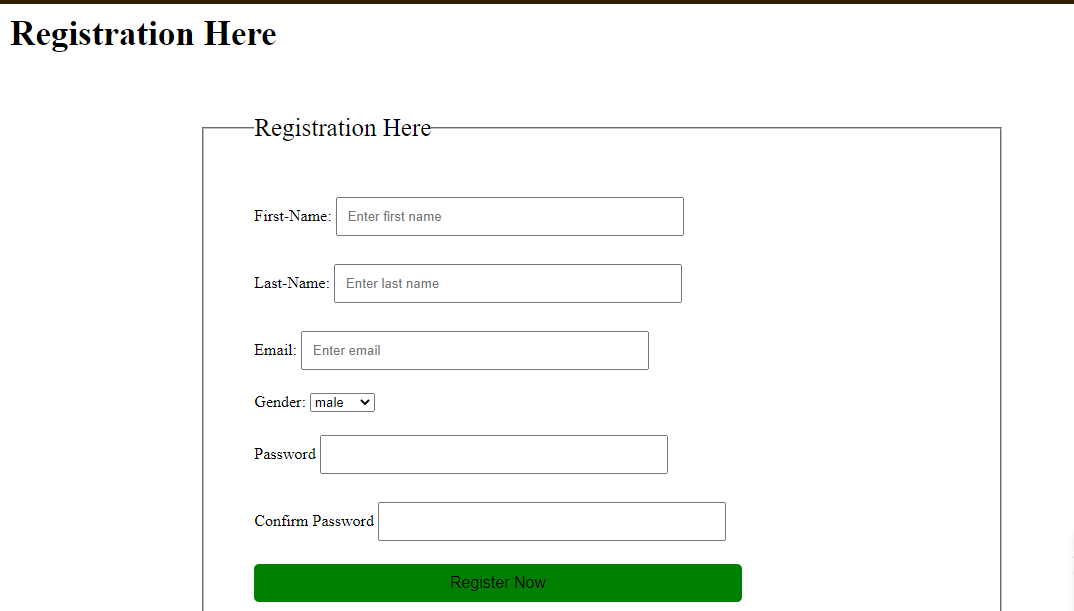 Registration Here
Registration Here
First-Name: Enter first name
Last-Name: Enter last name
Email: Enter email
Gender: male
Password
Confirm Password
Register Now